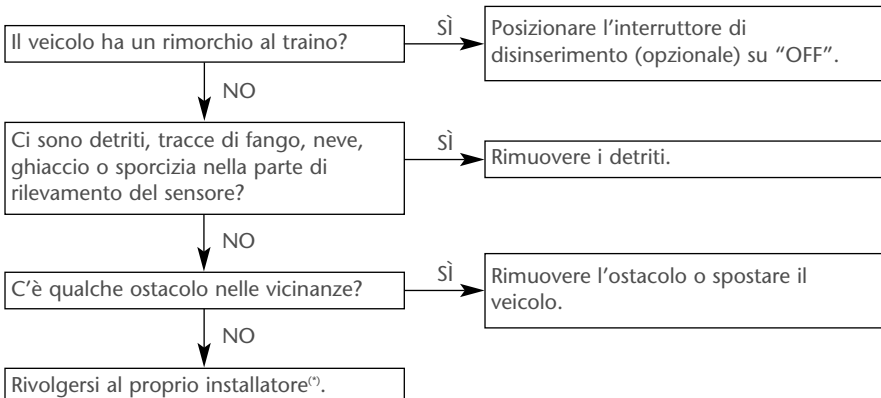 Il veicolo ha un rimorchio al traino?
SÌ
Posizionare l'interruttore di
disinserimento (opzionale) su “OFF”.
NO
Ci sono detriti, tracce di fango, neve,
ghiaccio o sporcizia nella parte di
rilevamento del sensore?
SÌ
Rimuovere i detriti.
NO
C'è qualche ostacolo nelle vicinanze?
SÌ
Rimuovere l'ostacolo o spostare il
veicolo.
NO
Rivolgersi al proprio installatore(*).